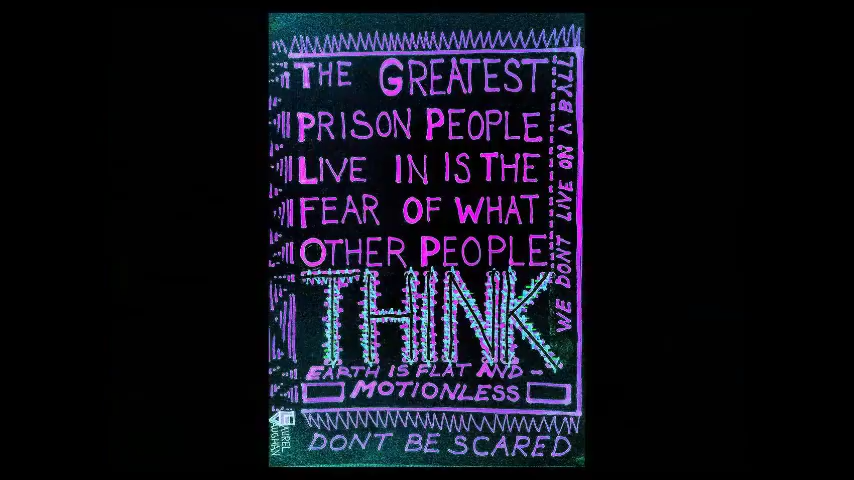 THE GREATEST
PRISON PEOPLE
LIVE IN IS THE
FEAR OF WHAT
OTHER PEOPLE
THINK
EARTH IS FLAT AND -
MOTIONLESS
DONT BE SCARED
WE DONT LIVE ON A BALL